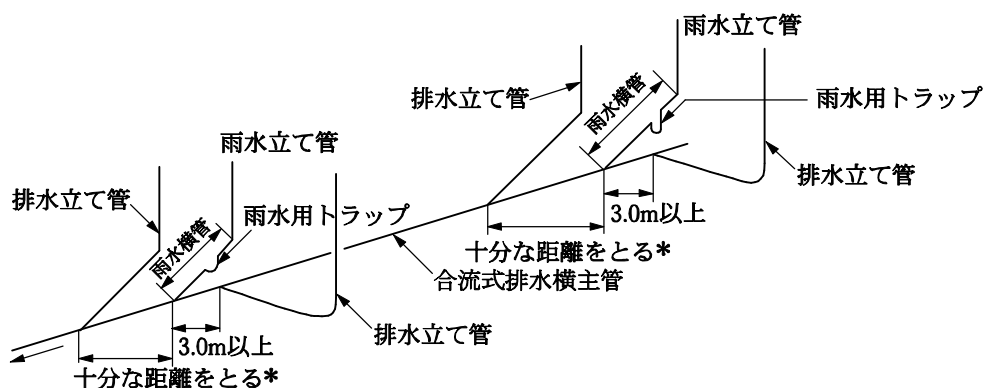 雨水立て管
排水立て管
雨水横管
雨水用トラップ
雨水立て管
排水立て管
排水立て管
雨水用トラップ
3.0m以上
雨水横管
十分な距離をとる*
合流式排水横主管
排水立て管
3.0m以上
十分な距離をとる*